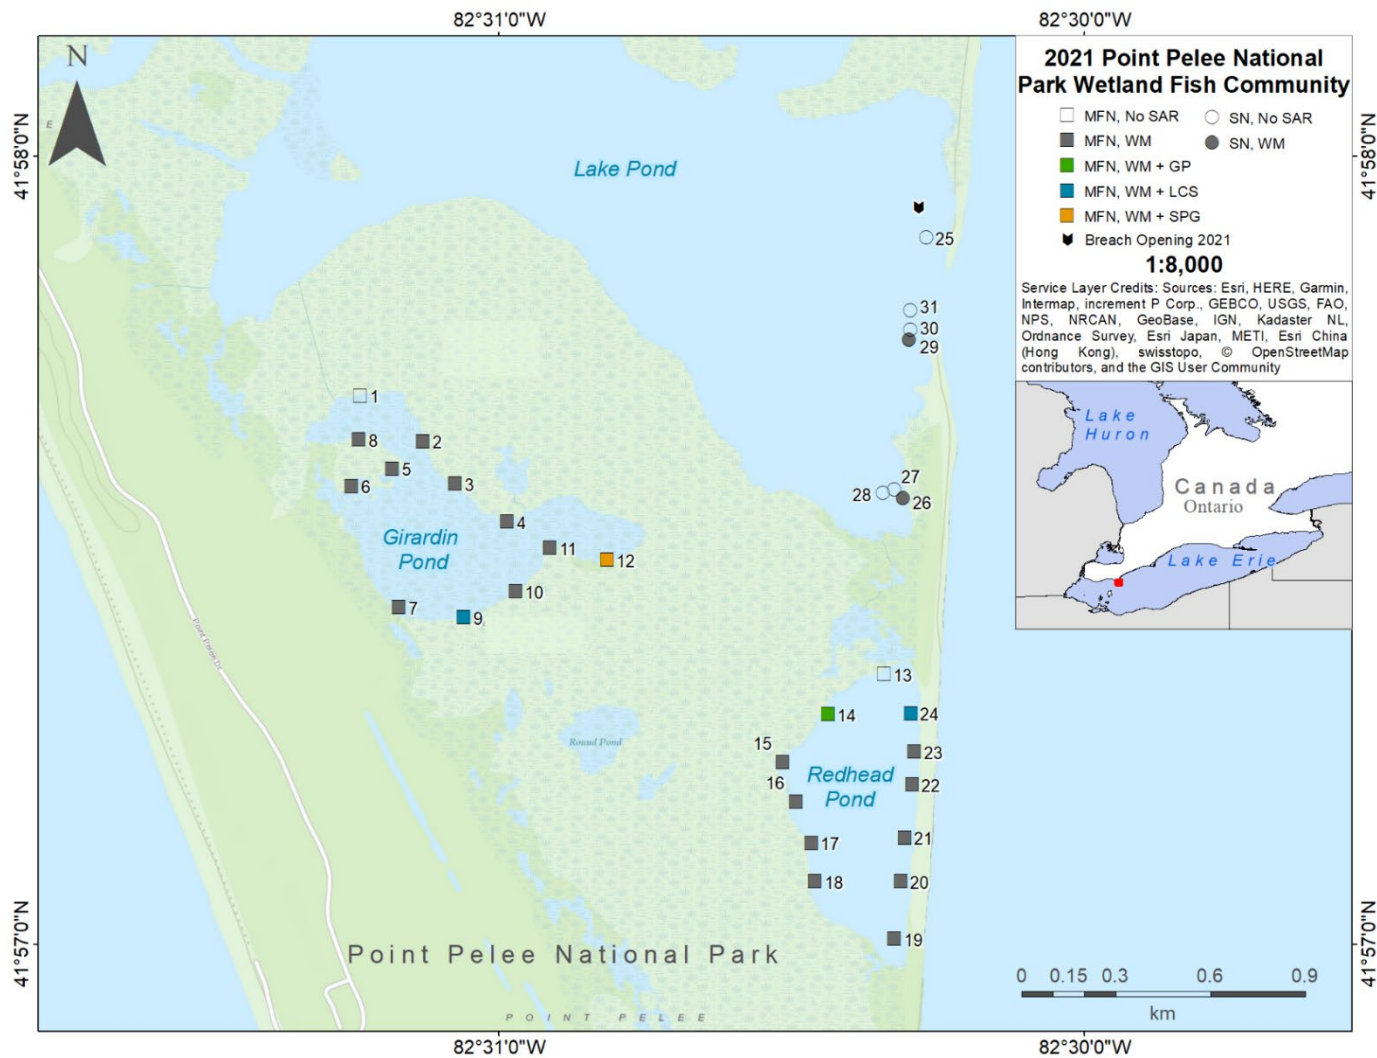 82°31'0"W
82°30'0"W
N
E
41°58'0"N
41°58'0"N
Lake Pond
2021 Point Pelee National
Park Wetland Fish Community
MFN, No SAR
SN, No SAR
MFN, WM
SN, WM
MFN, WM + GP
MFN, WM + LCS
MFN, WM + SPG
Breach Opening 2021
1:8,000
Service Layer Credits: Sources: Esri, HERE, Garmin,
Intermap, increment P Corp., GEBCO, USGS, FAO,
NPS, NRCAN, GeoBase, IGN, Kadaster NL,
Ordnance Survey, Esri Japan, METI, Esri China
(Hong Kong), swisstopo, © OpenStreetMap
contributors, and the GIS User Community
25
31
30
29
1
8
2
5
6
3
4
27
28
26
Girardin
Pond
11
12
10
7
9
Lake
Huron
Canada
Ontario
Lake Erie
Point Pelee Dr
13
14
24
Round Pond
15
23
Redhead
Pond
16
22
17
21
18
20
19
Point Pelee National Park
POINT PELEE
0 0.15 0.3 0.6 0.9
km
41°57'0"N
41°57'0"N
82°31'0"W
82°30'0"W